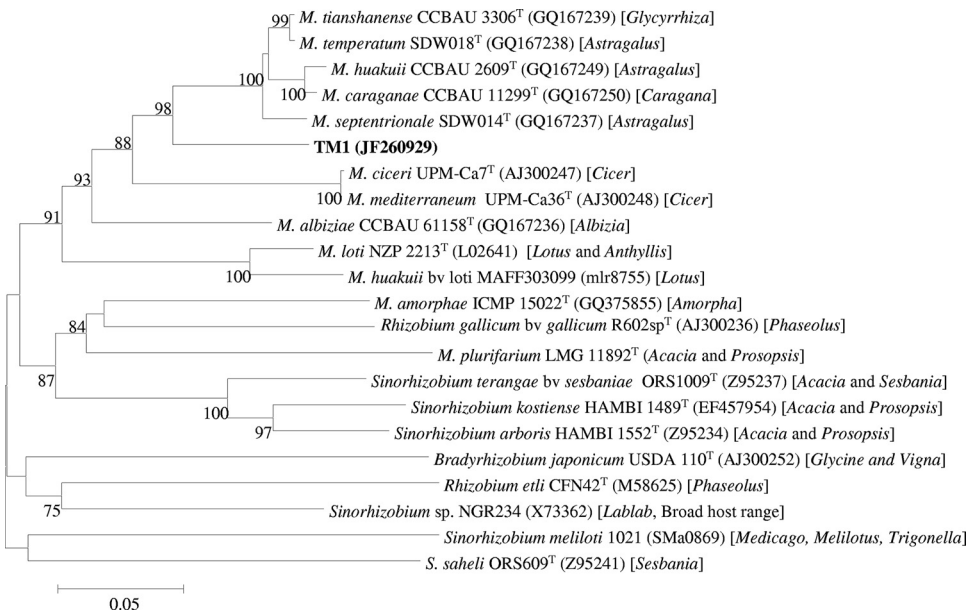 99
M. tianshanense CCBAU 3306T (GQ167239) [Glycyrrhiza]
M. temperatum SDW018T (GQ167238) [Astragalus]
M. huakuii CCBAU 2609T (GQ167249) [Astragalus]
100
100
M. caraganae CCBAU 11299T (GQ167250) [Caragana]
98
M. septentrionale SDW014T (GQ167237) [Astragalus]
88
TM1 (JF260929)
M. ciceri UPM-Ca7T (AJ300247) [Cicer]
93
100
M. mediterraneum UPM-Ca36T (AJ300248) [Cicer]
91
M. albiziae CCBAU 61158T (GQ167236) [Albizia]
M. loti NZP 2213T (L02641) [Lotus and Anthyllis]
100
M. huakuii bv loti MAFF303099 (mlr8755) [Lotus]
M. amorphae ICMP 15022T (GQ375855) [Amorpha]
84
Rhizobium gallicum bv gallicum R602spT (AJ300236) [Phaseolus]
M. plurifarium LMG 11892T (Acacia and Prosopsis]
87
Sinorhizobium terangae bv sesbaniae ORS1009T (Z95237) [Acacia and Sesbania]
100
Sinorhizobium kostiense HAMBI 1489T (EF457954) [Acacia and Prosopsis]
97
Sinorhizobium arboris HAMBI 1552T (Z95234) [Acacia and Prosopsis]
Bradyrhizobium japonicum USDA 110T (AJ300252) [Glycine and Vigna]
Rhizobium etli CFN42T (M58625) [Phaseolus]
75
Sinorhizobium sp. NGR234 (X73362) [Lablab, Broad host range]
Sinorhizobium meliloti 1021 (SMa0869) [Medicago, Melilotus, Trigonella]
S. saheli ORS609T (Z95241) [Sesbania]
0.05